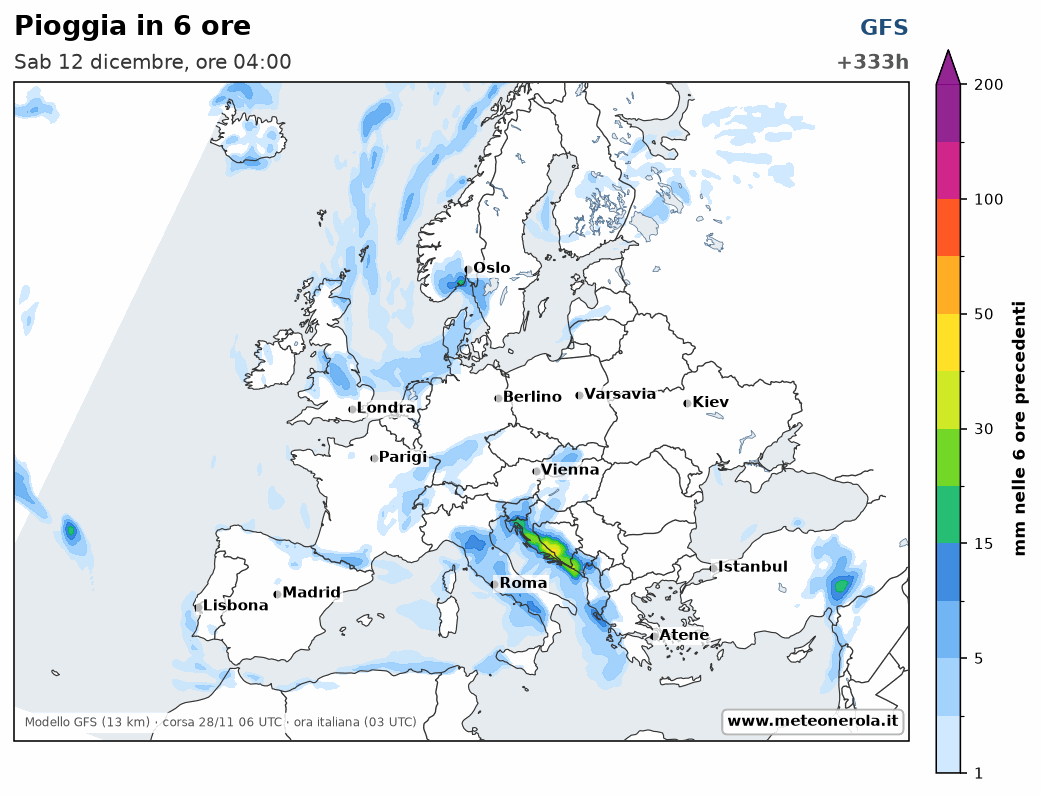 Pioggia in 6 ore
GFS
Sab 12 dicembre, ore 04:00
+333h
200
100
50
30
15
5
1
mm nelle 6 ore precedenti
Oslo
Berlino
Varsavia
Kiev
Londra
Parigi
Vienna
Istanbul
Roma
Madrid
Lisbona
Atene
Modello GFS (13 km) · corsa 28/11 06 UTC · ora italiana (03 UTC)
www.meteonerola.it